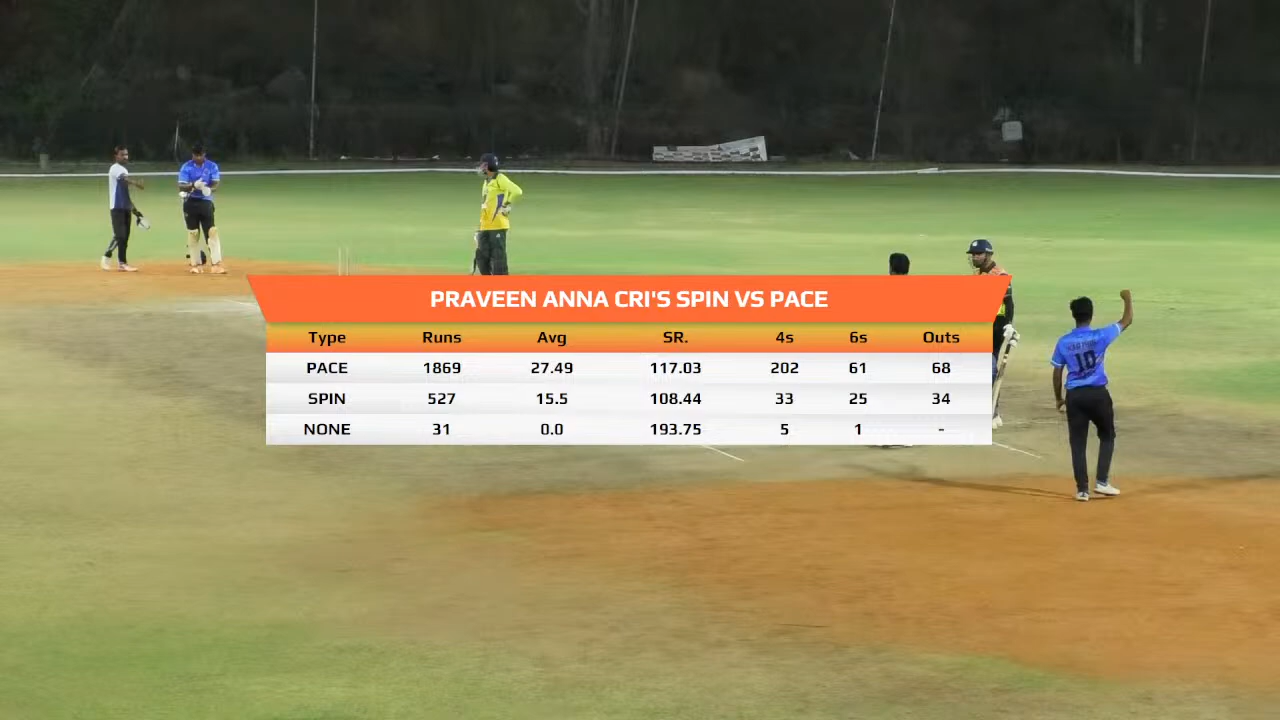 PRAVEEN ANNA CRI'S SPIN VS PACE
Type Runs Avg SR. 4s 6s Outs
PACE 1869 27.49 117.03 202 61 68
SPIN 527 15.5 108.44 33 25 34
NONE 31 0.0 193.75 5 1 -
10